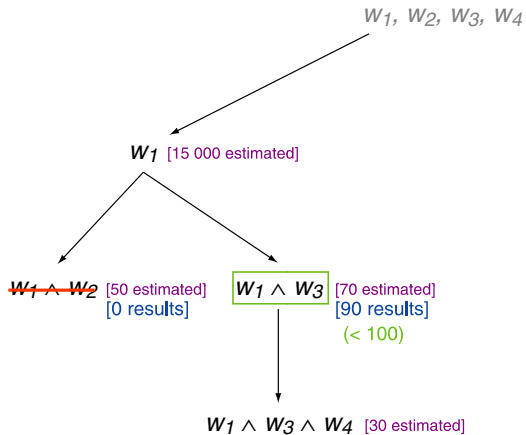 w1, w2, w3, w4
w1 [15 000 estimated]
w1 ∧ w2 [50 estimated]
[0 results]
w1 ∧ w3 [70 estimated]
[90 results]
(< 100)
w1 ∧ w3 ∧ w4 [30 estimated]